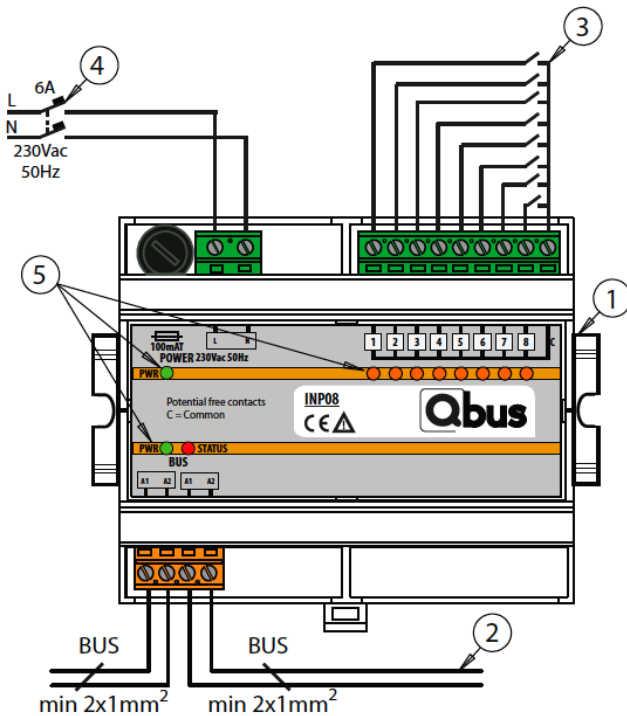 4
3
6A
L
N
230Vac
50Hz
5
1
100mAT
L
N
1 2 3 4 5 6 7 8 C
POWER 230Vac 50Hz
PWR
Potential free contacts
C = Common
INP08
CE
Qbus
PWR
STATUS
BUS
A1 A2 A1 A2
2
BUS
BUS
min 2x1mm²
min 2x1mm²